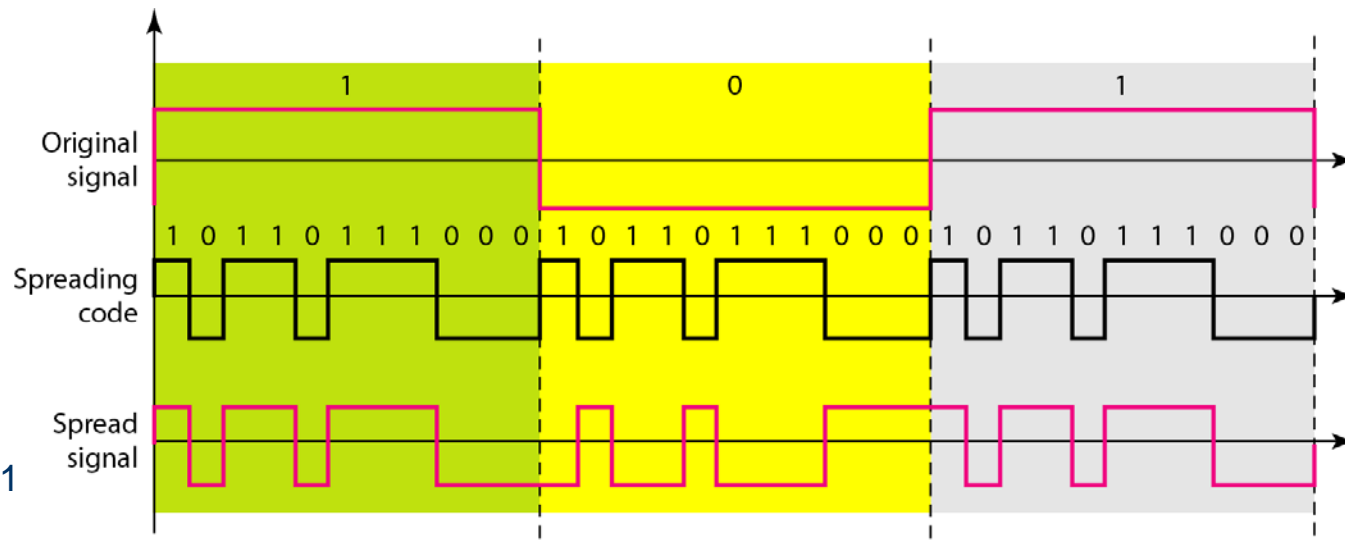 1 0 1
Original
signal
1 0 1 1 0 1 1 1 0 0 0 1 0 1 1 0 1 1 1 0 0 0 1 0 1 1 0 1 1 1 0 0 0
Spreading
code
Spread
signal
1